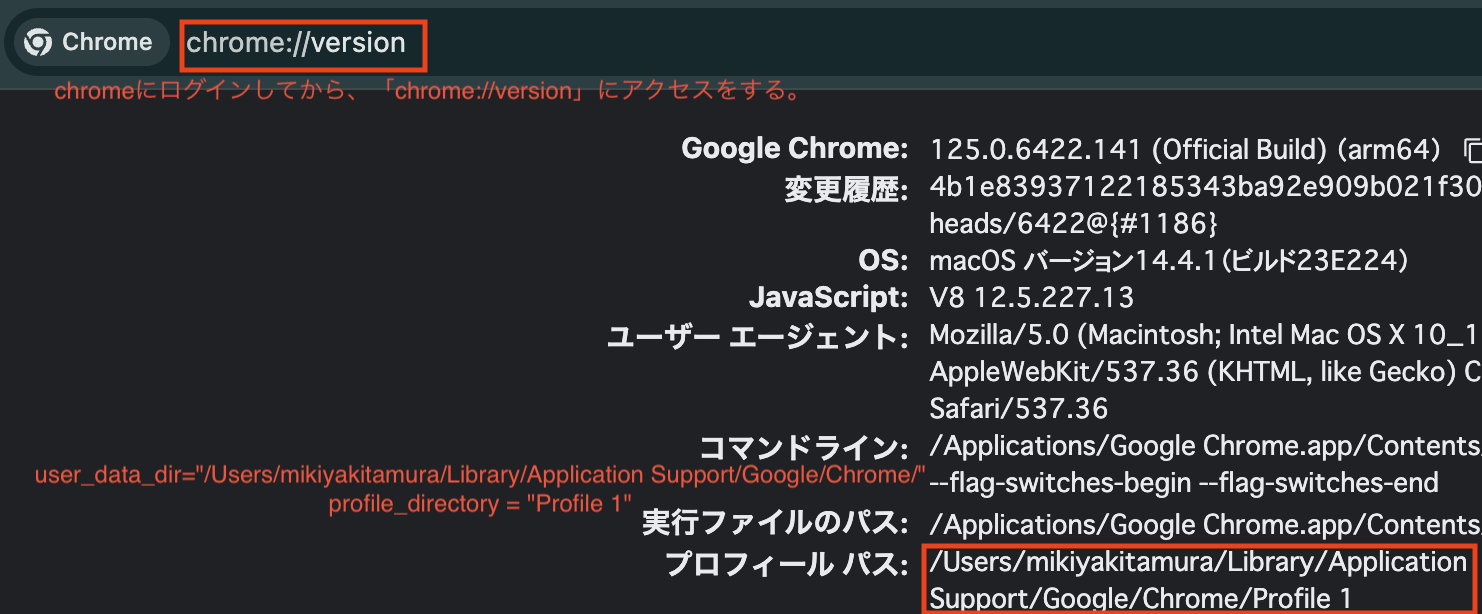 Chrome chrome://version
chromeにログインしてから、「chrome://version」にアクセスをする。
Google Chrome: 125.0.6422.141 (Official Build) (arm64)
変更履歴: 4b1e83937122185343ba92e909b021f30
heads/6422@{#1186}
OS: macOS バージョン14.4.1(ビルド23E224)
JavaScript: V8 12.5.227.13
ユーザー エージェント: Mozilla/5.0 (Macintosh; Intel Mac OS X 10_1
AppleWebKit/537.36 (KHTML, like Gecko) C
Safari/537.36
コマンドライン: /Applications/Google Chrome.app/Contents
user_data_dir="/Users/mikiyakitamura/Library/Application Support/Google/Chrome/"
--flag-switches-begin --flag-switches-end
profile_directory = "Profile 1"
実行ファイルのパス: /Applications/Google Chrome.app/Contents
プロフィール パス: /Users/mikiyakitamura/Library/Application
Support/Google/Chrome/Profile 1